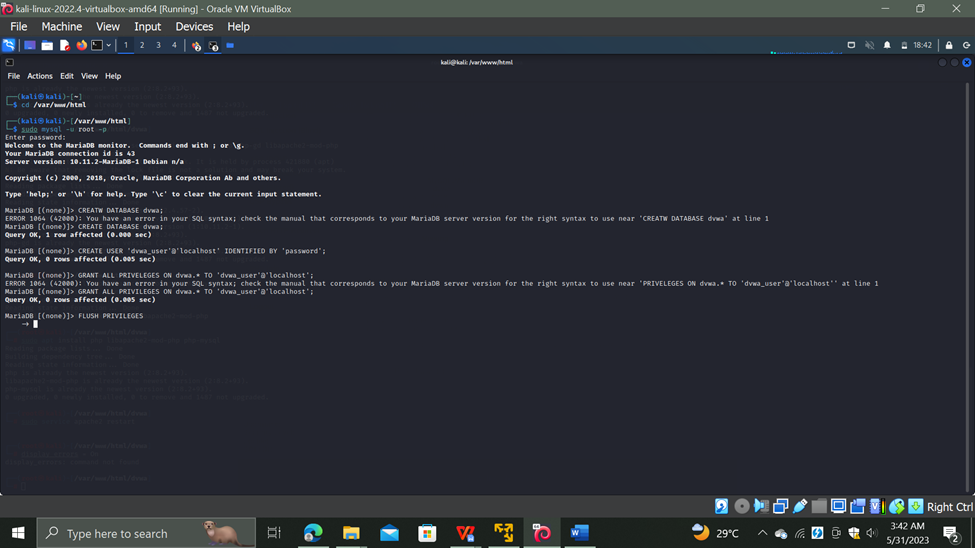 kali-linux-2022.4-virtualbox-amd64 [Running] - Oracle VM VirtualBox
File Machine View Input Devices Help
1 2 3 4 18:42
kali@kali: /var/www/html
File Actions Edit View Help
┌──(kali㉿kali)-[~]
└─$ cd /var/www/html
┌──(kali㉿kali)-[/var/www/html]
└─$ sudo mysql -u root -p
Enter password:
Welcome to the MariaDB monitor. Commands end with ; or \g.
Your MariaDB connection id is 43
Server version: 10.11.2-MariaDB-1 Debian n/a
Copyright (c) 2000, 2018, Oracle, MariaDB Corporation Ab and others.
Type 'help;' or '\h' for help. Type '\c' to clear the current input statement.
MariaDB [(none)]> CREATW DATABASE dvwa;
ERROR 1064 (42000): You have an error in your SQL syntax; check the manual that corresponds to your MariaDB server version for the right syntax to use near 'CREATW DATABASE dvwa' at line 1
MariaDB [(none)]> CREATE DATABASE dvwa;
Query OK, 1 row affected (0.000 sec)
MariaDB [(none)]> CREATE USER 'dvwa_user'@'localhost' IDENTIFIED BY 'password';
Query OK, 0 rows affected (0.005 sec)
MariaDB [(none)]> GRANT ALL PRIVELEGES ON dvwa.* TO 'dvwa_user'@'localhost';
ERROR 1064 (42000): You have an error in your SQL syntax; check the manual that corresponds to your MariaDB server version for the right syntax to use near 'PRIVELEGES ON dvwa.* TO 'dvwa_user'@'localhost'' at line 1
MariaDB [(none)]> GRANT ALL PRIVILEGES ON dvwa.* TO 'dvwa_user'@'localhost';
Query OK, 0 rows affected (0.005 sec)
MariaDB [(none)]> FLUSH PRIVILEGES
→
Right Ctrl
Type here to search
29°C
3:42 AM
5/31/2023
2